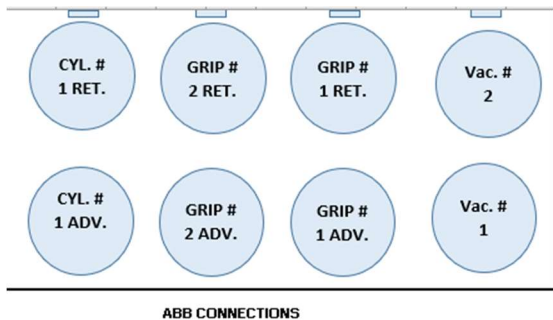 CYL. #
1 RET.
GRIP #
2 RET.
GRIP #
1 RET.
Vac. #
2
CYL. #
1 ADV.
GRIP #
2 ADV.
GRIP #
1 ADV.
Vac. #
1
ABB CONNECTIONS